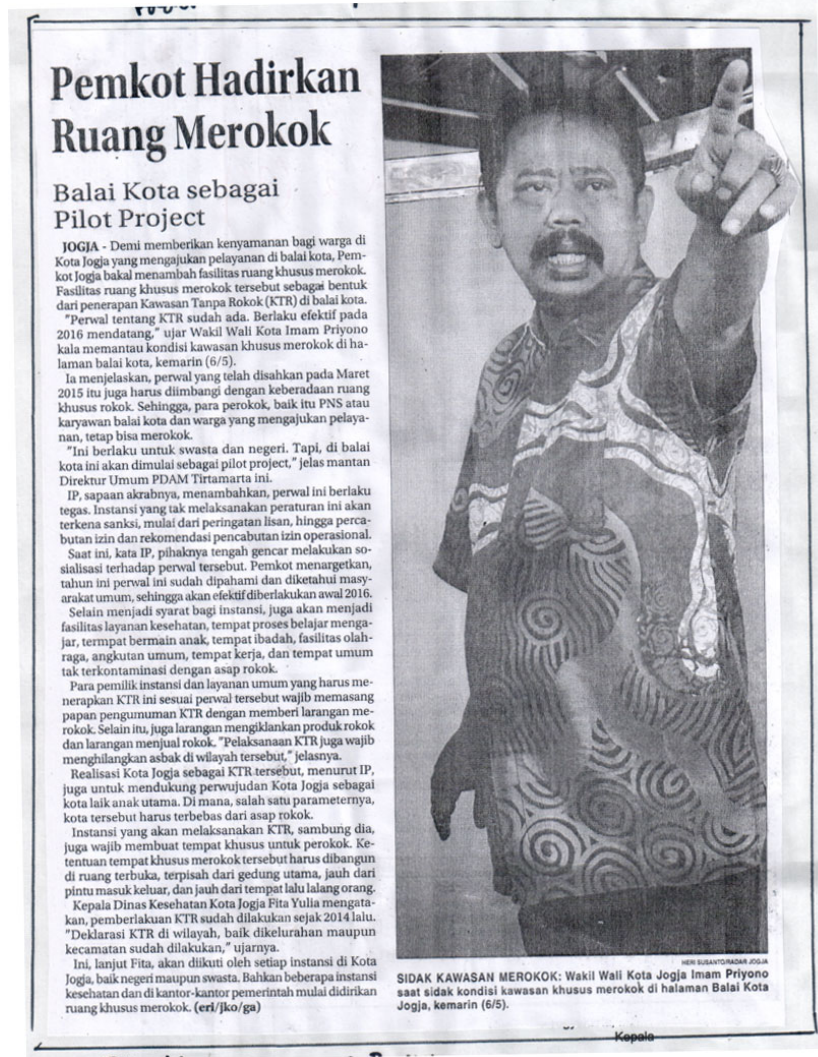 Pemkot Hadirkan
Ruang Merokok
Balai Kota sebagai
Pilot Project
JOGJA - Demi memberikan kenyamanan bagi warga di
Kota Jogja yang mengajukan pelayanan di balai kota, Pem-
kot Jogja bakal menambah fasilitas ruang khusus merokok.
Fasilitas ruang khusus merokok tersebut sebagai bentuk
dari penerapan Kawasan Tanpa Rokok (KTR) di balai kota.
"Perwal tentang KTR sudah ada. Berlaku efektif pada
2016 mendatang," ujar Wakil Wali Kota Imam Priyono
kala memantau kondisi kawasan khusus merokok di ha-
laman balai kota, kemarin (6/5).
Ia menjelaskan, perwal yang telah disahkan pada Maret
2015 itu juga harus diimbangi dengan keberadaan ruang
khusus rokok. Sehingga, para perokok, baik itu PNS atau
karyawan balai kota dan warga yang mengajukan pelaya-
nan, tetap bisa merokok.
"Ini berlaku untuk swasta dan negeri. Tapi, di balai
kota ini akan dimulai sebagai pilot project," jelas mantan
Direktur Umum PDAM Tirtamarta ini.
IP, sapaan akrabnya, menambahkan, perwal ini berlaku
tegas. Instansi yang tak melaksanakan peraturan ini akan
terkena sanksi, mulai dari peringatan lisan, hingga perca-
butan izin dan rekomendasi pencabutan izin operasional.
Saat ini, kata IP, pihaknya tengah gencar melakukan so-
sialisasi terhadap perwal tersebut. Pemkot menargetkan,
tahun ini perwal ini sudah dipahami dan diketahui masy-
arakat umum, sehingga akan efektif diberlakukan awal 2016.
Selain menjadi syarat bagi instansi, juga akan menjadi
fasilitas layanan kesehatan, tempat proses belajar menga-
jar, termpat bermain anak, tempat ibadah, fasilitas olah-
raga, angkutan umum, tempat kerja, dan tempat umum
tak terkontaminasi dengan asap rokok.
Para pemilik instansi dan layanan umum yang harus me-
nerapkan KTR ini sesuai perwal tersebut wajib memasang
papan pengumuman KTR dengan memberi larangan me-
rokok. Selain itu, juga larangan mengiklankan produk rokok
dan larangan menjual rokok. "Pelaksanaan KTR juga wajib
menghilangkan asbak di wilayah tersebut," jelasnya.
Realisasi Kota Jogja sebagai KTR tersebut, menurut IP,
juga untuk mendukung perwujudan Kota Jogja sebagai
kota laik anak utama. Di mana, salah satu parameternya,
kota tersebut harus terbebas dari asap rokok.
Instansi yang akan melaksanakan KTR, sambung dia,
juga wajib membuat tempat khusus untuk perokok. Ke-
tentuan tempat khusus merokok tersebut harus dibangun
di ruang terbuka, terpisah dari gedung utama, jauh dari
pintu masuk keluar, dan jauh dari tempat lalu lalang orang.
Kepala Dinas Kesehatan Kota Jogja Fita Yulia mengata-
kan, pemberlakuan KTR sudah dilakukan sejak 2014 lalu.
"Deklarasi KTR di wilayah, baik dikelurahan maupun
kecamatan sudah dilakukan," ujarnya.
Ini, lanjut Fita, akan diikuti oleh setiap instansi di Kota
Jogja, baik negeri maupun swasta. Bahkan beberapa instansi
kesehatan dan di kantor-kantor pemerintah mulai didirikan
ruang khusus merokok. (eri/jko/ga)
HERI SUSANTO/RADAR JOGJA
SIDAK KAWASAN MEROKOK: Wakil Wali Kota Jogja Imam Priyono
saat sidak kondisi kawasan khusus merokok di halaman Balai Kota
Jogja, kemarin (6/5).
Kepala